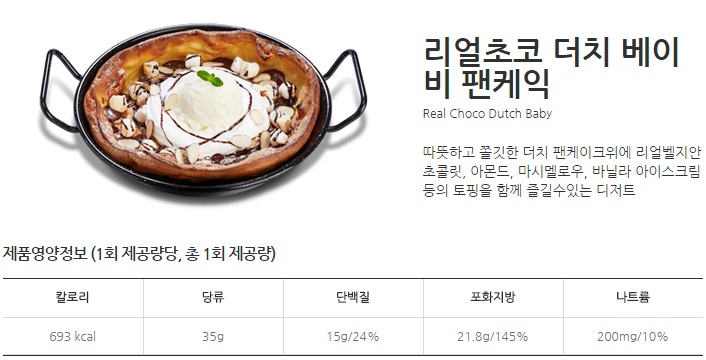 리얼초코 더치 베이
비 팬케익
Real Choco Dutch Baby
따뜻하고 쫄깃한 더치 팬케이크위에 리얼벨지안
초콜릿, 아몬드, 마시멜로우, 바닐라 아이스크림
등의 토핑을 함께 즐길수있는 디저트
제품영양정보 (1회 제공량당, 총 1회 제공량)
칼로리 당류 단백질 포화지방 나트륨
693 kcal 35g 15g/24% 21.8g/145% 200mg/10%